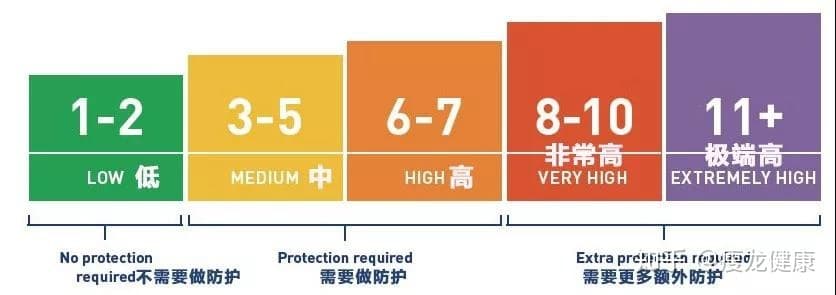 1-2
3-5
6-7
8-10
11+
非常高
极端高
LOW 低
MEDIUM 中
HIGH 高
VERY HIGH
EXTREMELY HIGH
No protection
required不需要做防护
Protection required
需要做防护
Extra protection required
需要更多额外防护
知乎 @厦龙健康